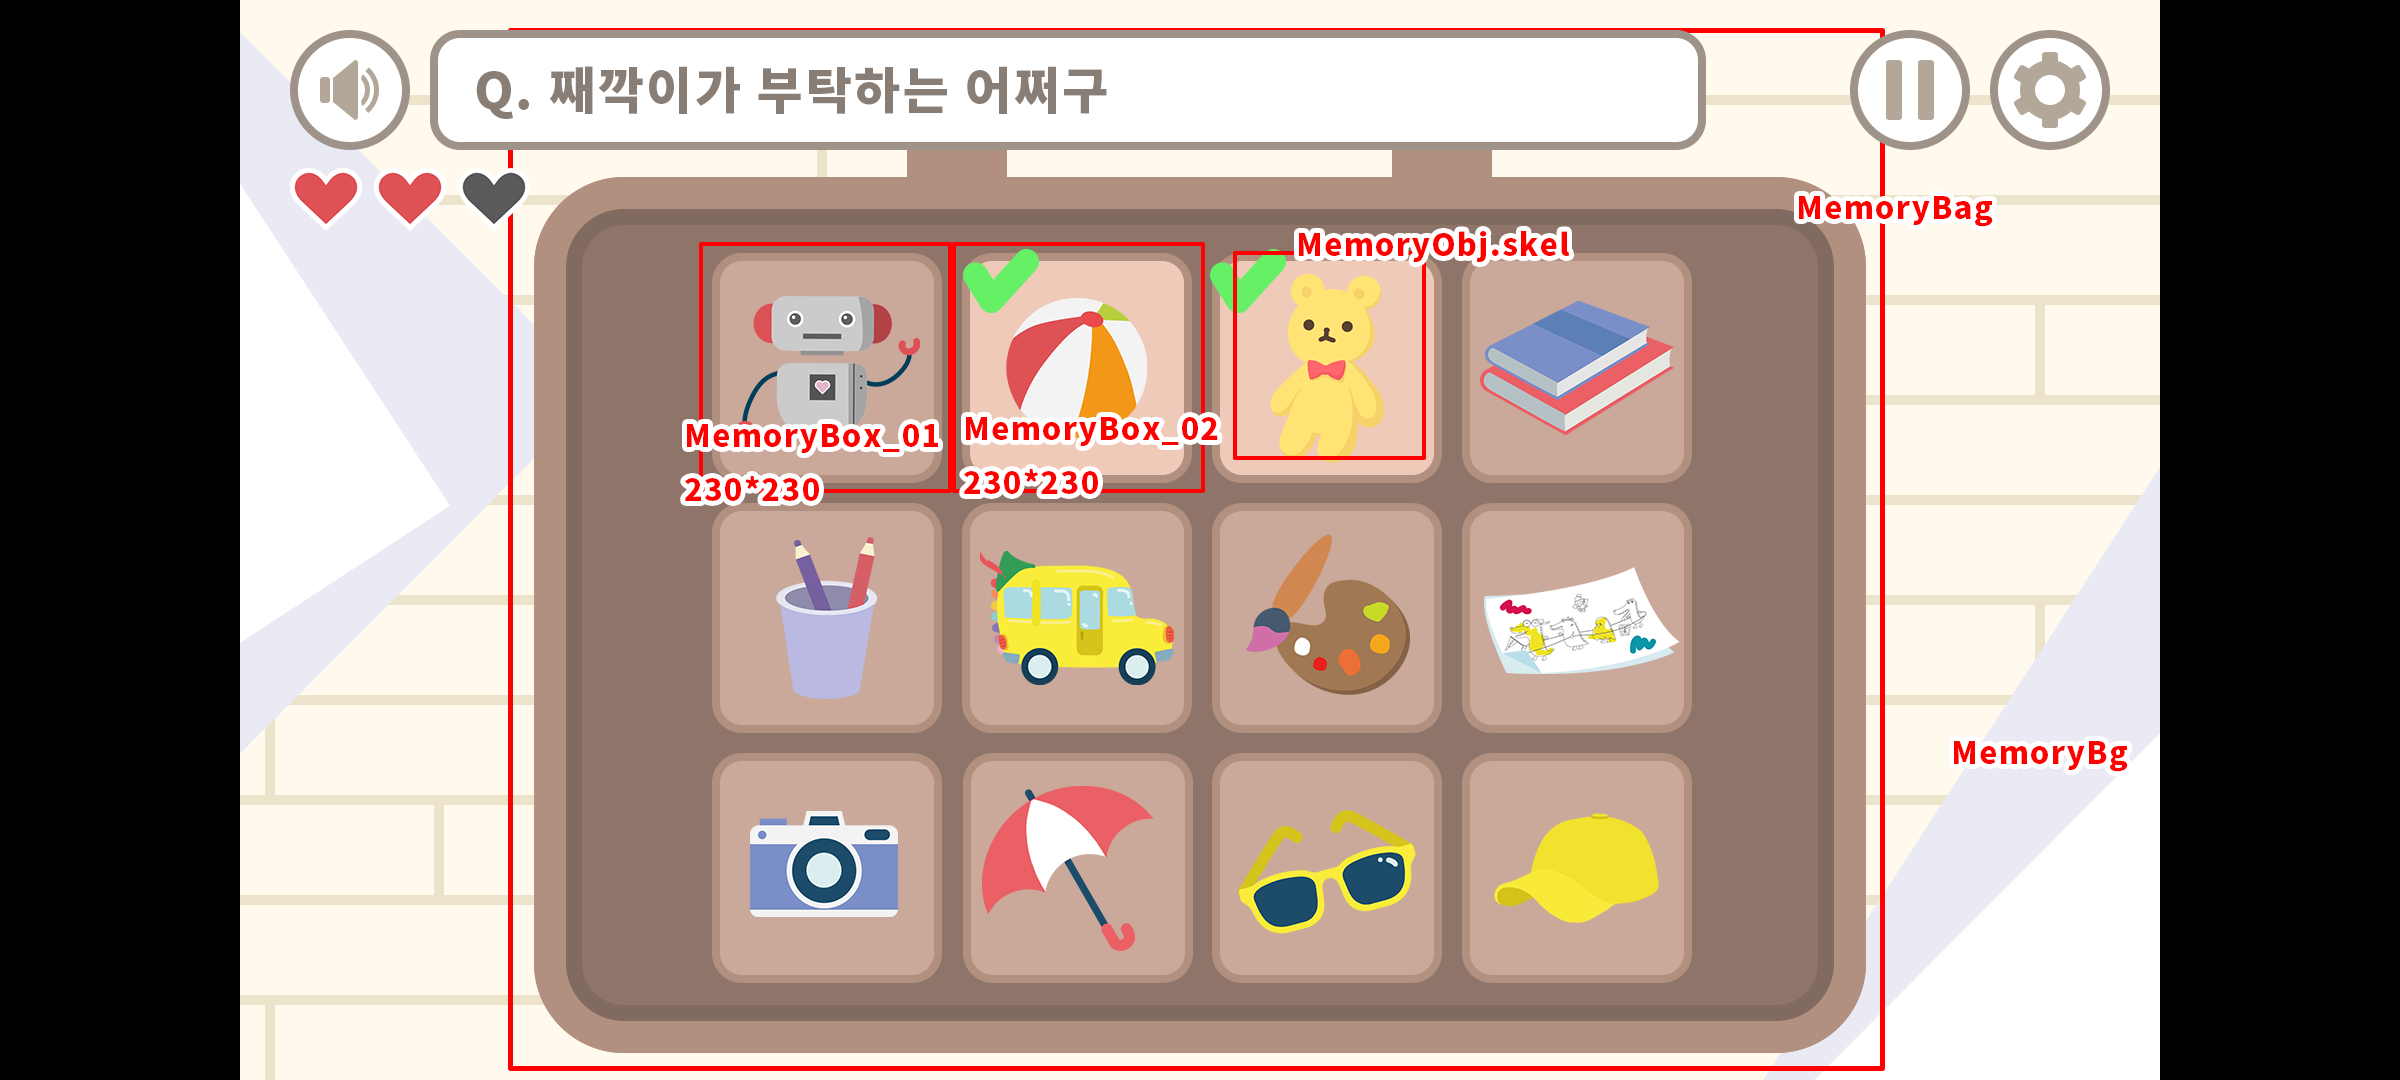 Q. 째깍이가 부탁하는 어쩌구
MemoryBag
MemoryObj.skel
MemoryBox_01
230*230
MemoryBox_02
230*230
MemoryBg